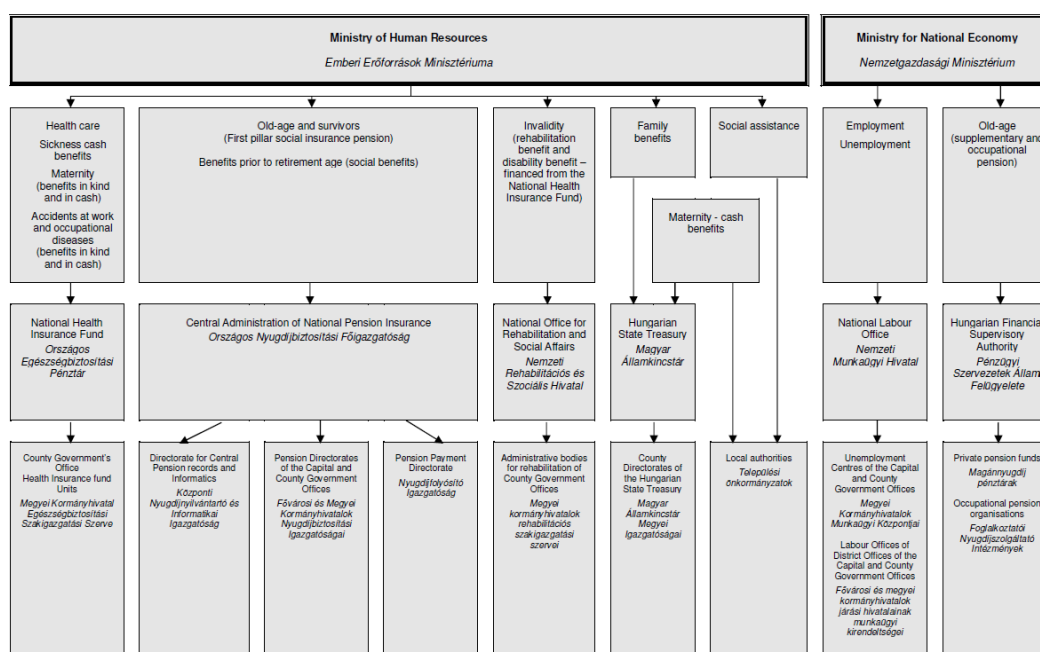 Ministry of Human Resources
Emberi Erőforrások Minisztériuma
Ministry for National Economy
Nemzetgazdasági Minisztérium
Health care
Sickness cash
benefits
Maternity
(benefits in kind
and in cash)
Accidents at work
and occupational
diseases
(benefits in kind
and in cash)
Old-age and survivors
(First pillar social insurance pension)
Benefits prior to retirement age (social benefits)
Invalidity
(rehabilitation
benefit and
disability benefit –
financed from the
National Health
Insurance Fund)
Family
benefits
Social assistance
Maternity - cash
benefits
Employment
Unemployment
Old-age
(supplementary and
occupational
pension)
National Health
Insurance Fund
Országos
Egészségbiztosítási
Pénztár
Central Administration of National Pension Insurance
Országos Nyugdíjbiztosítási Főigazgatóság
National Office for
Rehabilitation and
Social Affairs
Nemzeti
Rehabilitációs és
Szociális Hivatal
Hungarian
State Treasury
Magyar
Államkincstár
National Labour
Office
Nemzeti
Munkaügyi Hivatal
Hungarian Financial
Supervisory
Authority
Pénzügyi
Szervezetek Állami
Felügyelete
County Government's
Office
Health Insurance fund
Units
Megyei Kormányhivatal
Egészségbiztosítási
Szakigazgatási Szerve
Directorate for Central
Pension records and
Informatics
Központi
Nyugdíjnyilvántartó és
Informatikai
Igazgatóság
Pension Directorates
of the Capital and
County Government
Offices
Fővárosi és Megyei
Kormányhivatalok
Nyugdíjbiztosítási
Igazgatóságai
Pension Payment
Directorate
Nyugdíjfolyósító
Igazgatóság
Administrative bodies
for rehabilitation of
County Government
Offices
Megyei
kormányhivatalok
rehabilitációs
szakigazgatási
szervei
County
Directorates of
the Hungarian
State Treasury
Magyar
Államkincstár
Megyei
Igazgatóságai
Local authorities
Települési
önkormányzatok
Unemployment
Centres of the Capital
and County
Government Offices
Megyei
Kormányhivatalok
Munkaügyi Központjai
Labour Offices of
District Offices of the
Capital and County
Government Offices
Fővárosi és megyei
kormányhivatalok
járási hivatalainak
munkaügyi
kirendeltségei
Private pension funds
Magánnyugdíj
pénztárak
Occupational pension
organisations
Foglalkoztatói
Nyugdíjszolgáltató
Intézmények